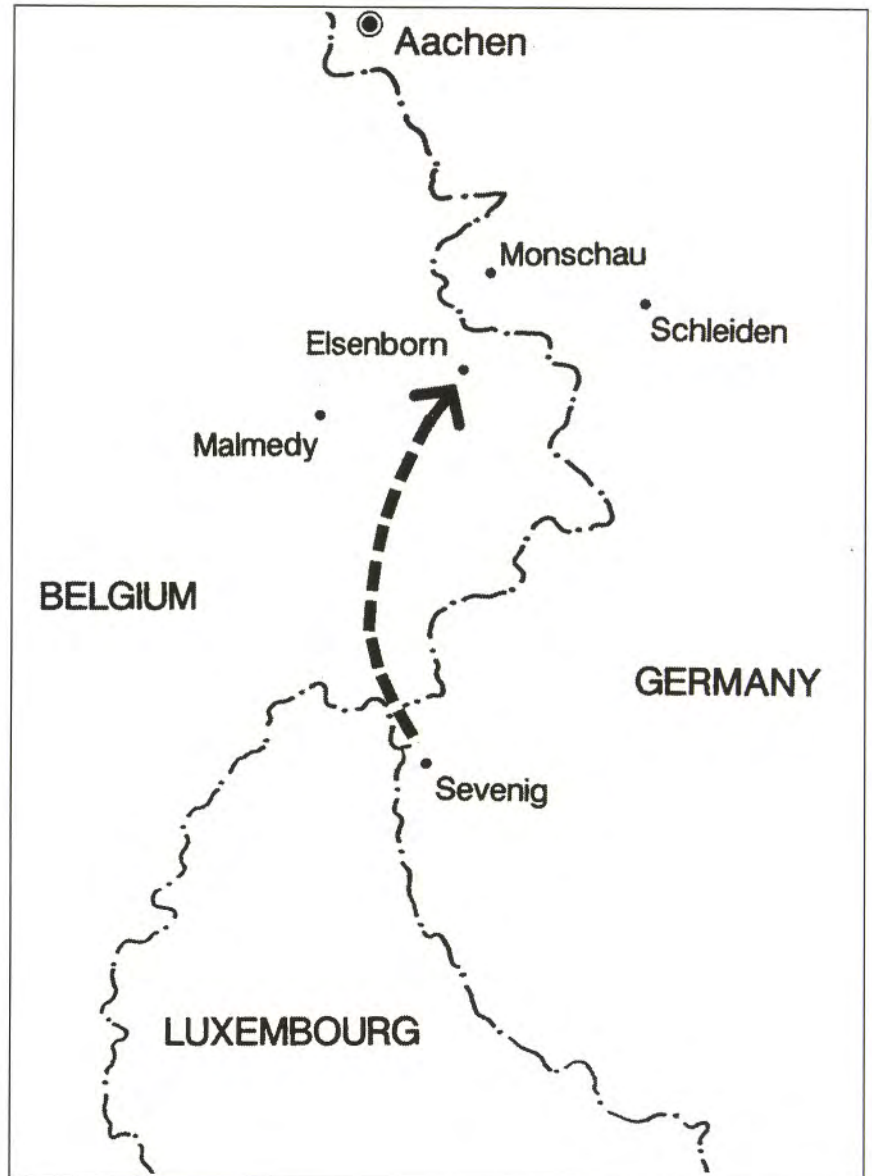 Aachen
Monschau
Schleiden
Elsenborn
Malmedy
BELGIUM
GERMANY
Sevenig
LUXEMBOURG